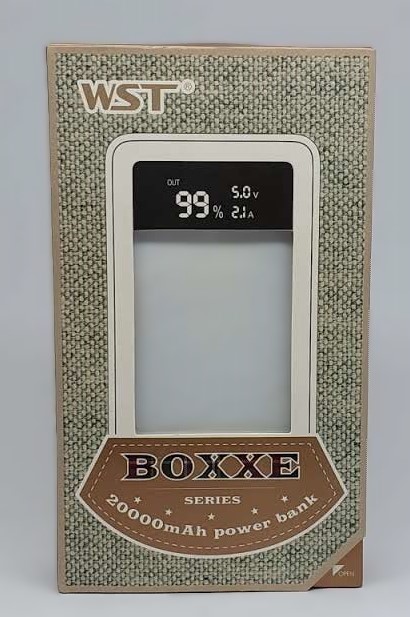 WST®
OUT
99% 5.0V
2.1A
BOXXE
SERIES
20000mAh power bank
OPEN